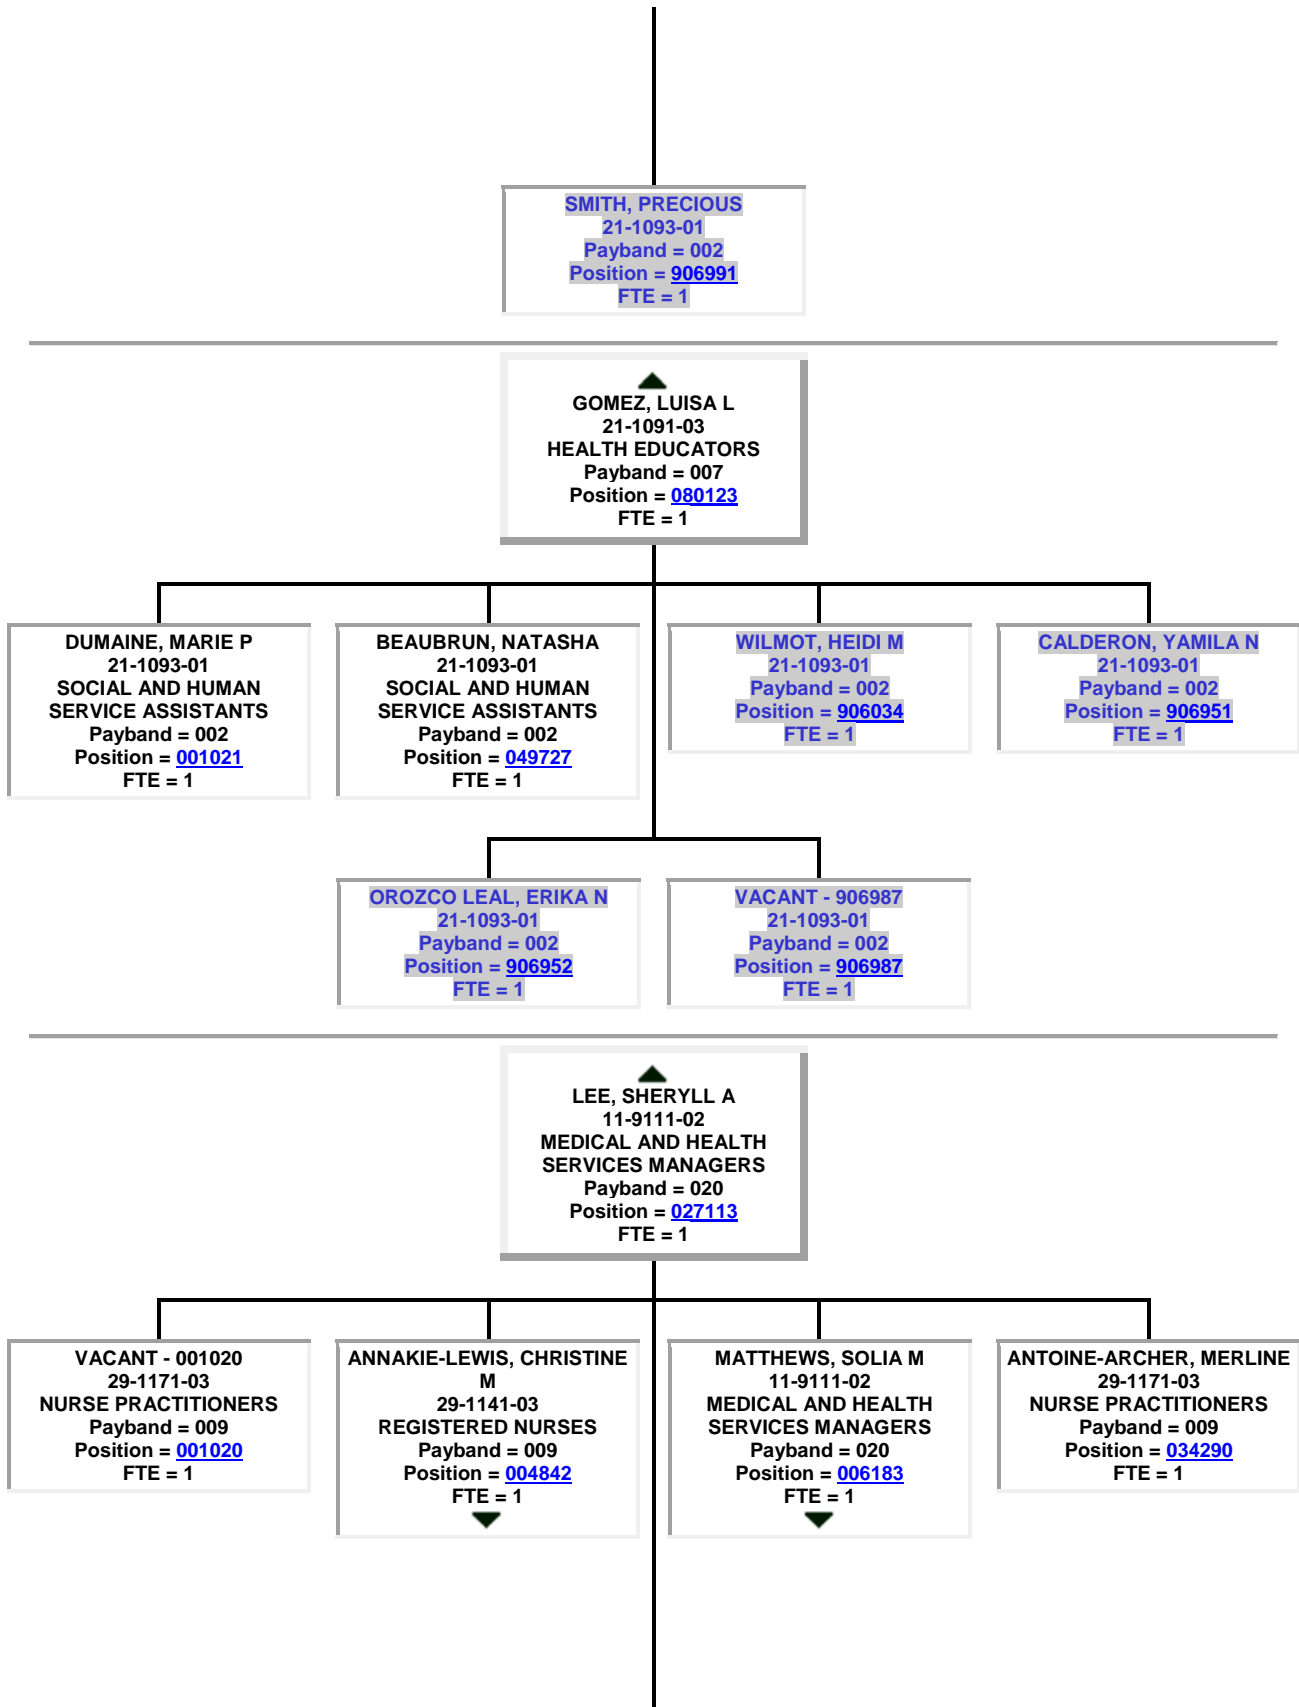 SMITH, PRECIOUS
21-1093-01
Payband = 002
Position = 906991
FTE = 1
GOMEZ, LUISA L
21-1091-03
HEALTH EDUCATORS
Payband = 007
Position = 080123
FTE = 1
DUMAINE, MARIE P
21-1093-01
SOCIAL AND HUMAN
SERVICE ASSISTANTS
Payband = 002
Position = 001021
FTE = 1
BEAUBRUN, NATASHA
21-1093-01
SOCIAL AND HUMAN
SERVICE ASSISTANTS
Payband = 002
Position = 049727
FTE = 1
WILMOT, HEIDI M
21-1093-01
Payband = 002
Position = 906034
FTE = 1
CALDERON, YAMILA N
21-1093-01
Payband = 002
Position = 906951
FTE = 1
OROZCO LEAL, ERIKA N
21-1093-01
Payband = 002
Position = 906952
FTE = 1
VACANT - 906987
21-1093-01
Payband = 002
Position = 906987
FTE = 1
LEE, SHERYLL A
11-9111-02
MEDICAL AND HEALTH
SERVICES MANAGERS
Payband = 020
Position = 027113
FTE = 1
VACANT - 001020
29-1171-03
NURSE PRACTITIONERS
Payband = 009
Position = 001020
FTE = 1
ANNAKIE-LEWIS, CHRISTINE
M
29-1141-03
REGISTERED NURSES
Payband = 009
Position = 004842
FTE = 1
MATTHEWS, SOLIA M
11-9111-02
MEDICAL AND HEALTH
SERVICES MANAGERS
Payband = 020
Position = 006183
FTE = 1
ANTOINE-ARCHER, MERLINE
29-1171-03
NURSE PRACTITIONERS
Payband = 009
Position = 034290
FTE = 1